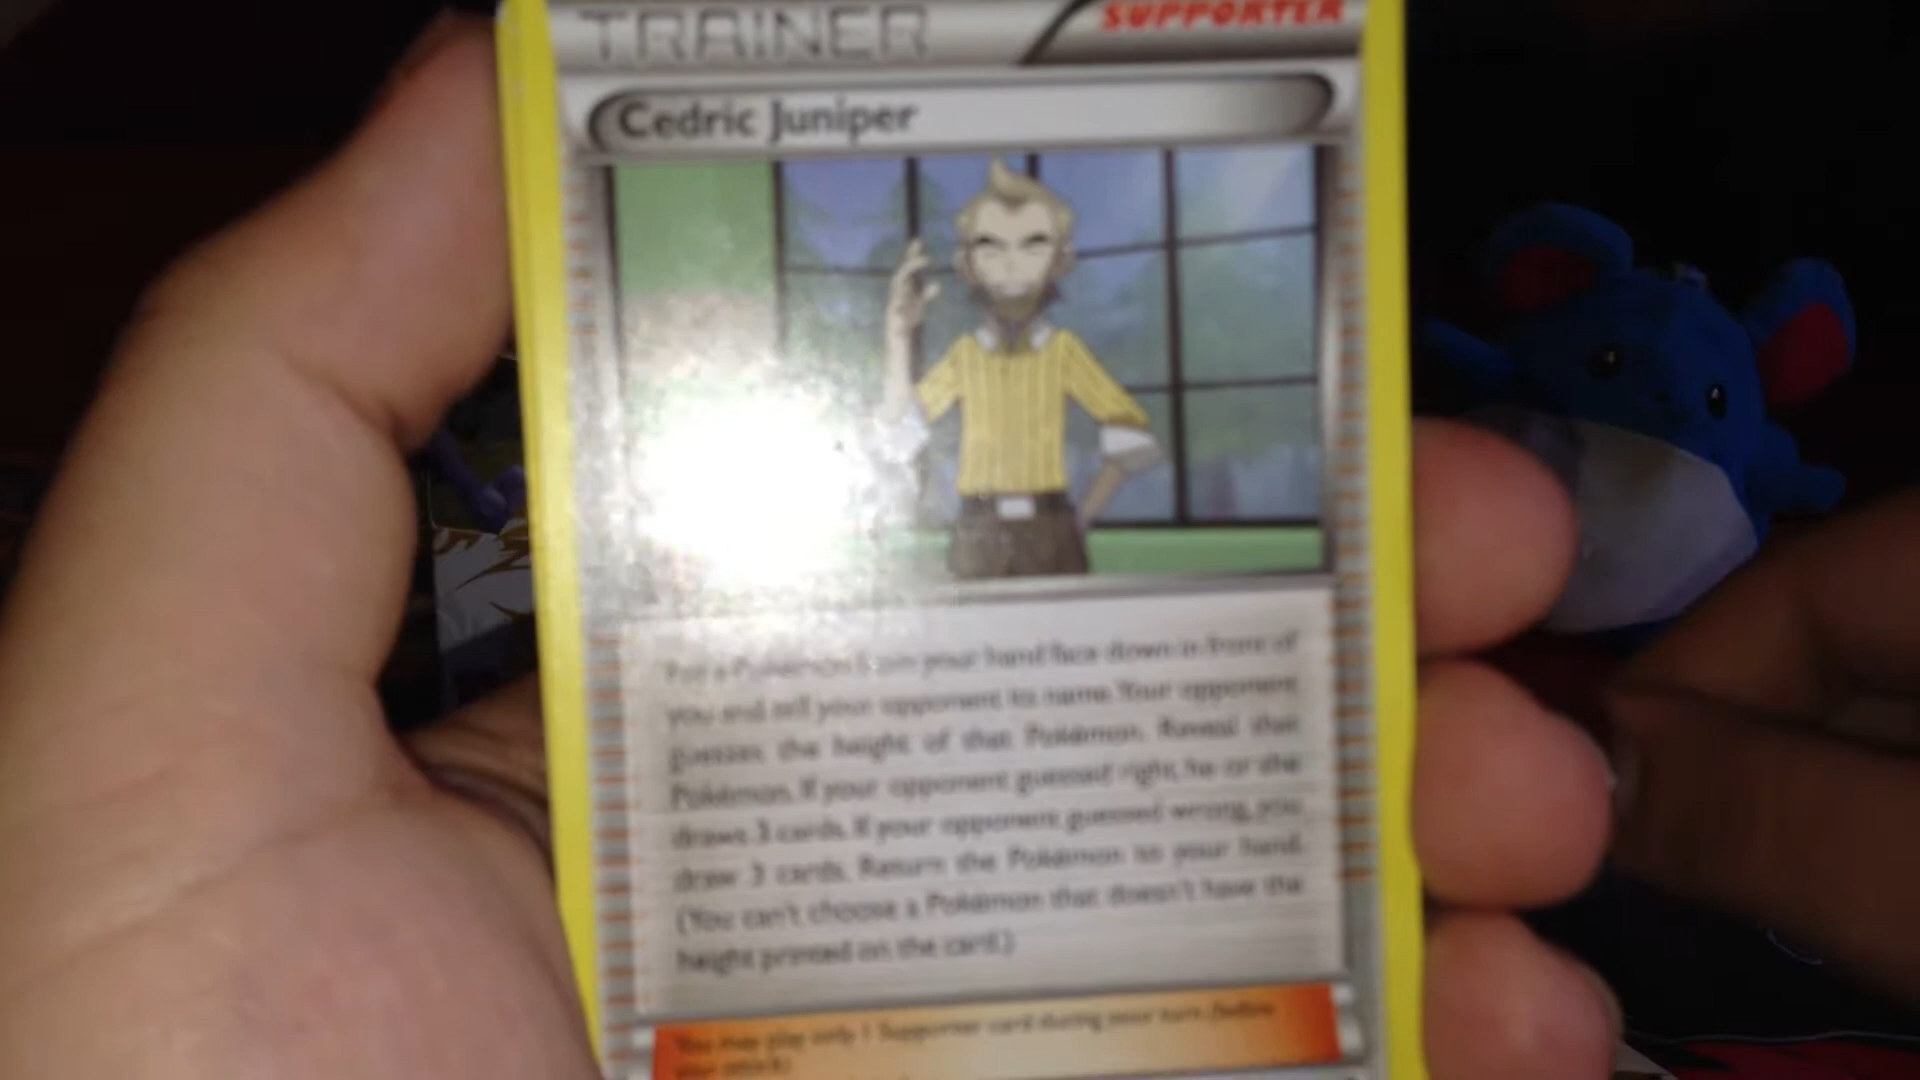 TRAINER
SUPPORTER
Cedric Juniper
Put a Pokémon from your hand face down in front of
you and tell your opponent its name. Your opponent
guesses the height of that Pokémon. Reveal that
Pokémon. If your opponent guessed right, he or she
draws 3 cards. If your opponent guessed wrong, you
draw 3 cards. Return the Pokémon to your hand.
(You can't choose a Pokémon that doesn't have the
height printed on the card.)
You may play only 1 Supporter card during your turn (before
your attack).